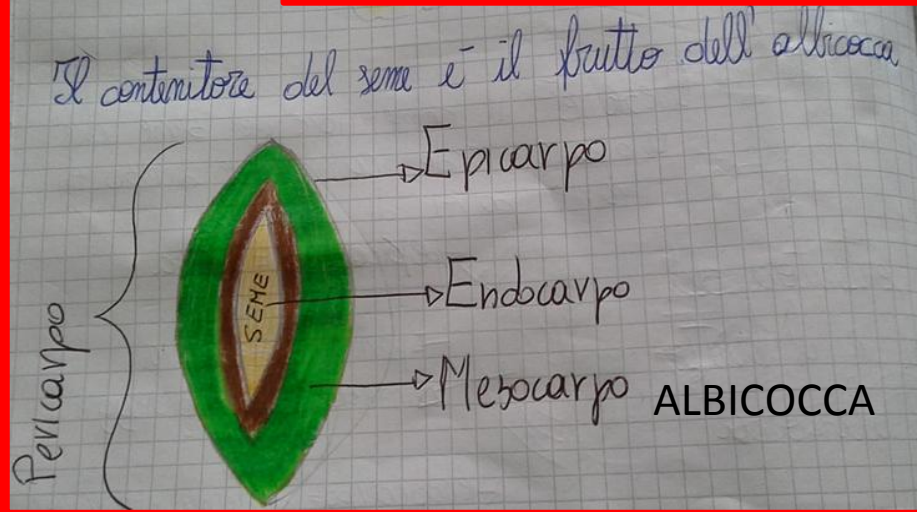 Il contenitore del seme è il frutto dell'albicocca
Epicarpo
SEME
Endocarpo
Mesocarpo
ALBICOCCA
Pericarpo